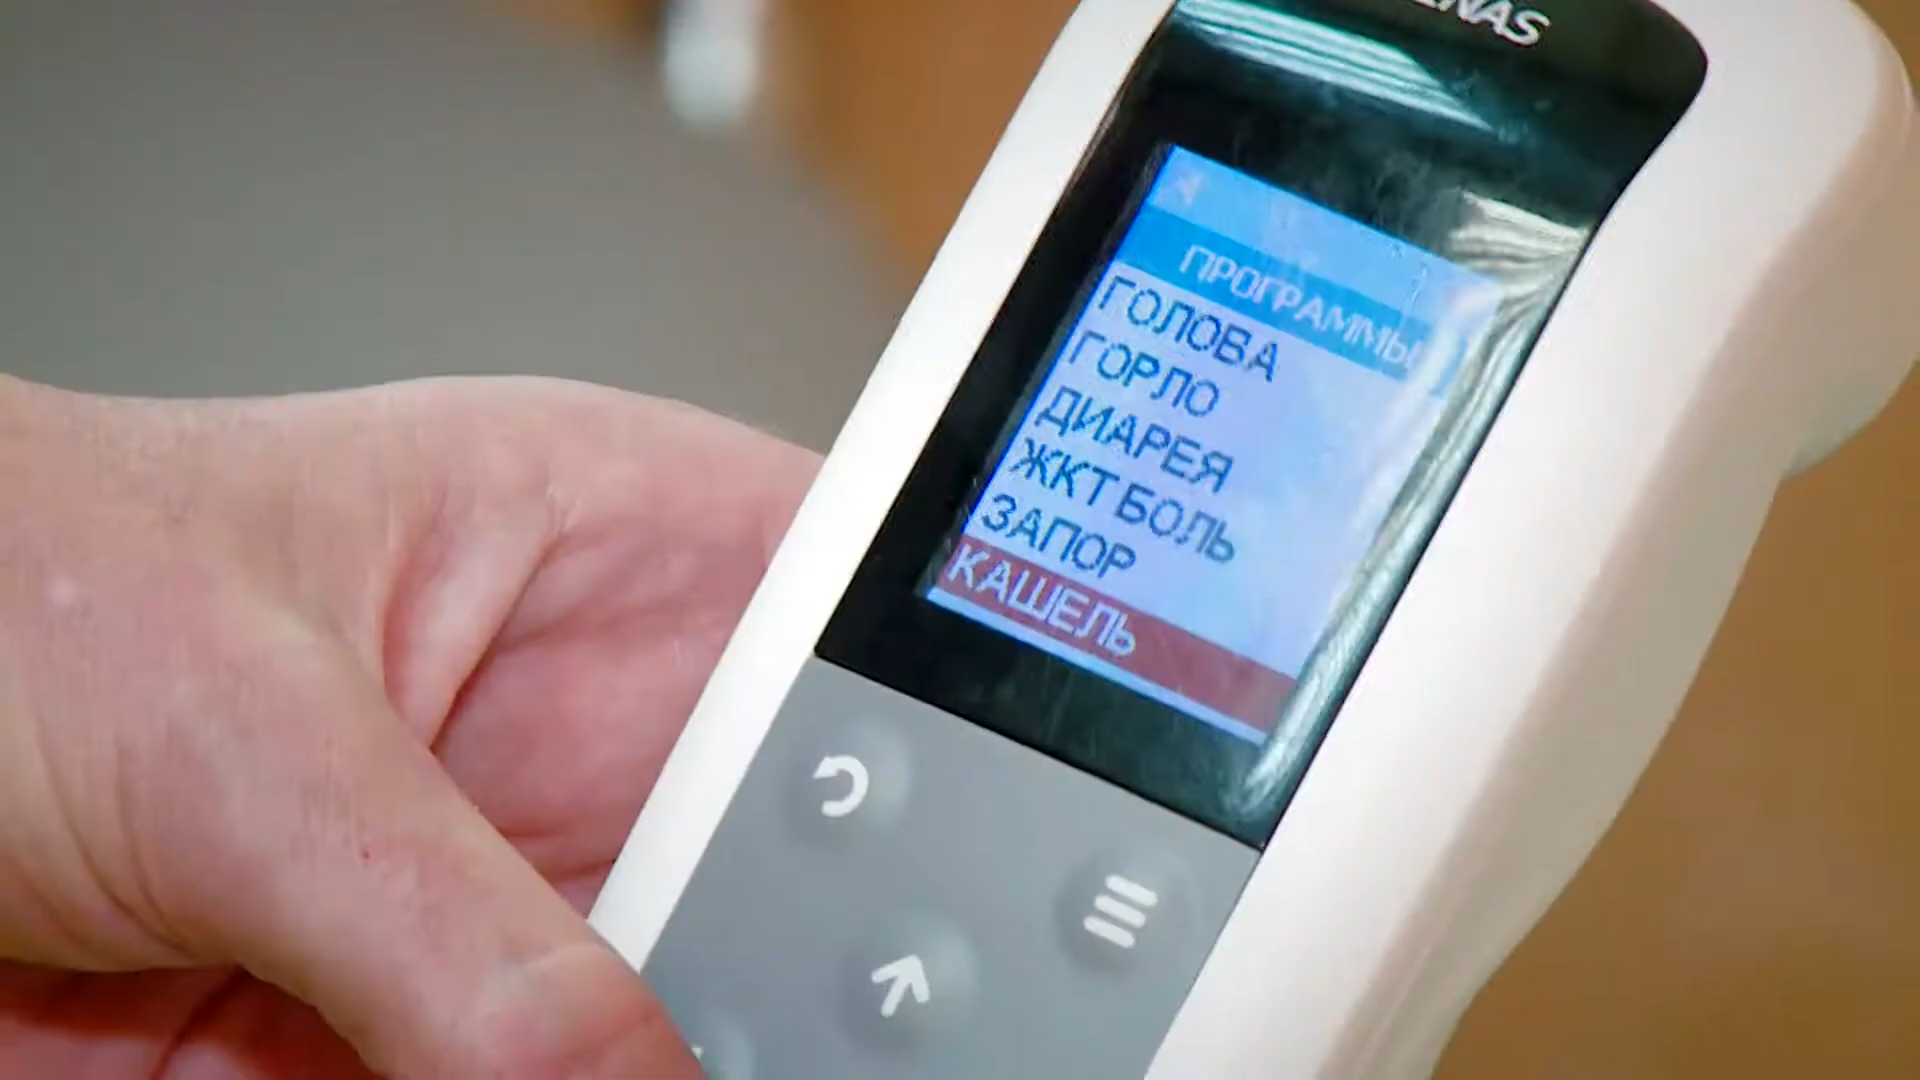 ПРОГРАММЫ
ГОЛОВА
ГОРЛО
ДИАРЕЯ
ЖКТ БОЛЬ
ЗАПОР
КАШЕЛЬ